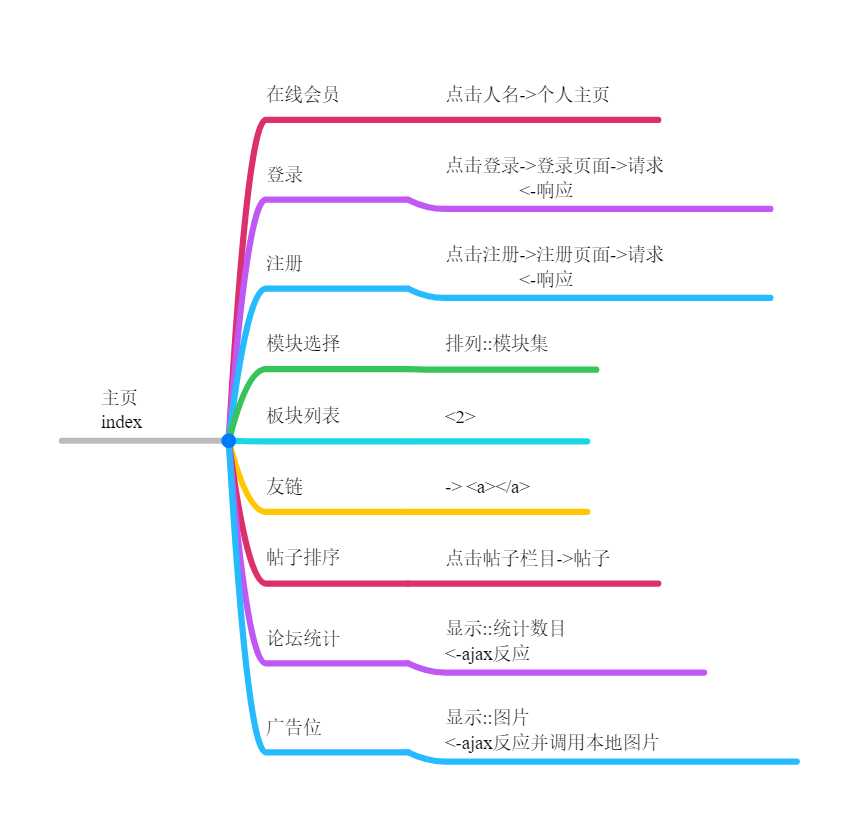 在线会员
点击人名->个人主页
登录
点击登录->登录页面->请求
<-响应
注册
点击注册->注册页面->请求
<-响应
模块选择
排列::模块集
主页
index
板块列表
<2>
友链
-> <a></a>
帖子排序
点击帖子栏目->帖子
论坛统计
显示::统计数目
<-ajax反应
广告位
显示::图片
<-ajax反应并调用本地图片